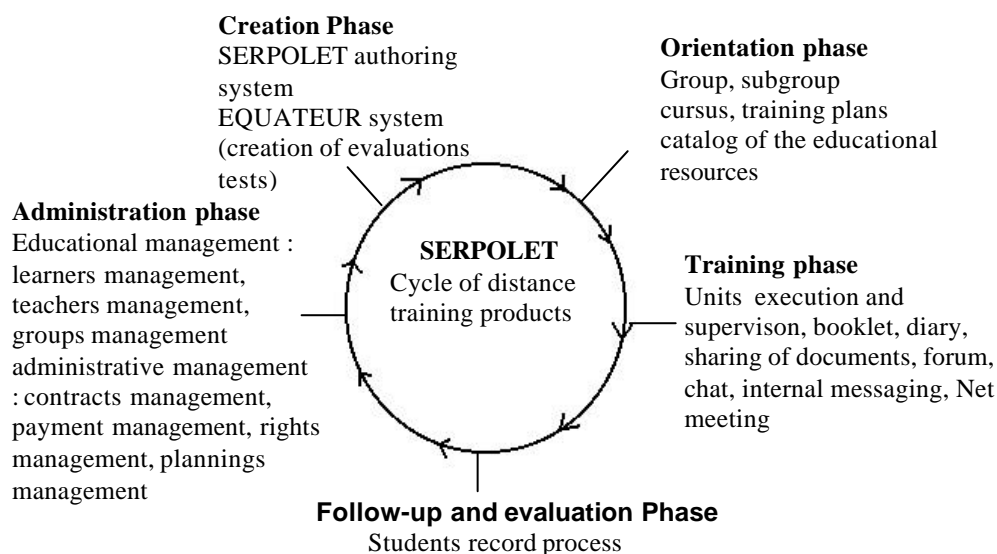 Creation Phase
SERPOLET authoring
system
EQUATEUR system
(creation of evaluations
tests)
Orientation phase
Group, subgroup
cursus, training plans
catalog of the educational
resources
Administration phase
Educational management :
learners management,
teachers management,
groups management
administrative management
: contracts management,
payment management, rights
management, plannings
management
SERPOLET
Cycle of distance
training products
Training phase
Units execution and
supervison, booklet, diary,
sharing of documents, forum,
chat, internal messaging, Net
meeting
Follow-up and evaluation Phase
Students record process